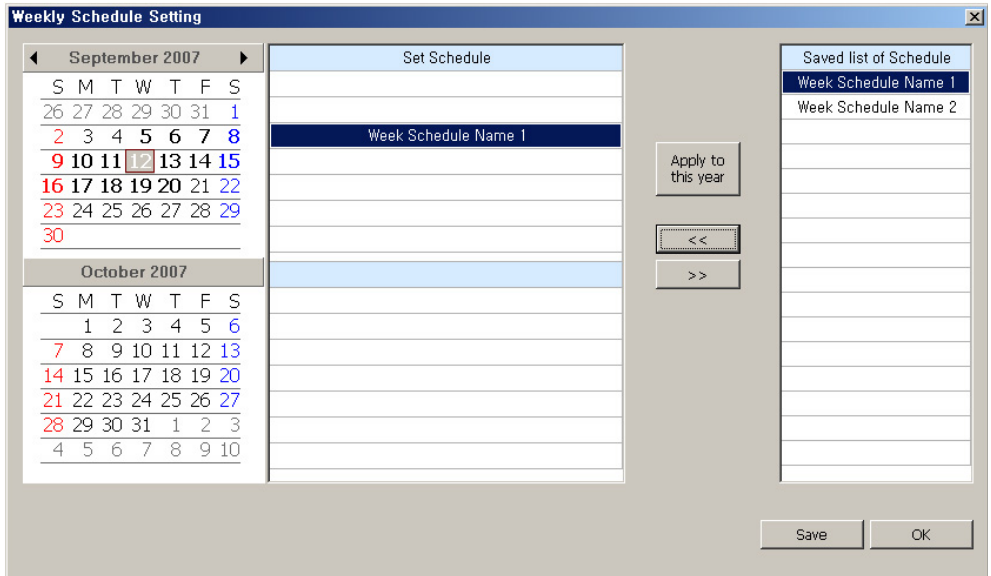 Weekly Schedule Setting
September 2007
S M T W T F S
26 27 28 29 30 31 1
2 3 4 5 6 7 8
9 10 11 12 13 14 15
16 17 18 19 20 21 22
23 24 25 26 27 28 29
30
October 2007
S M T W T F S
1 2 3 4 5 6
7 8 9 10 11 12 13
14 15 16 17 18 19 20
21 22 23 24 25 26 27
28 29 30 31 1 2 3
4 5 6 7 8 9 10
Set Schedule
Week Schedule Name 1
Apply to
this year
<<
>>
Saved list of Schedule
Week Schedule Name 1
Week Schedule Name 2
Save
OK